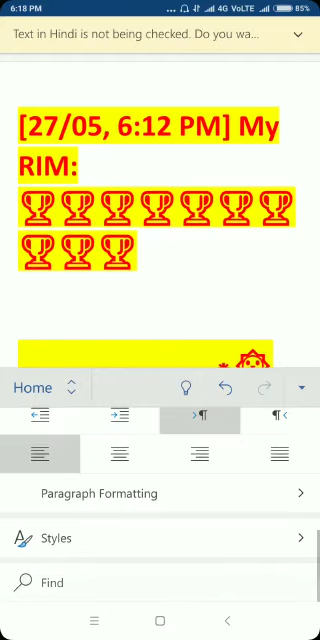 6:18 PM ... 4G VoLTE 85%
Text in Hindi is not being checked. Do you wa...
[27/05, 6:12 PM] My
RIM:
🏆🏆🏆🏆🏆🏆🏆
🏆🏆🏆
*🌞
Home
Paragraph Formatting
Styles
Find